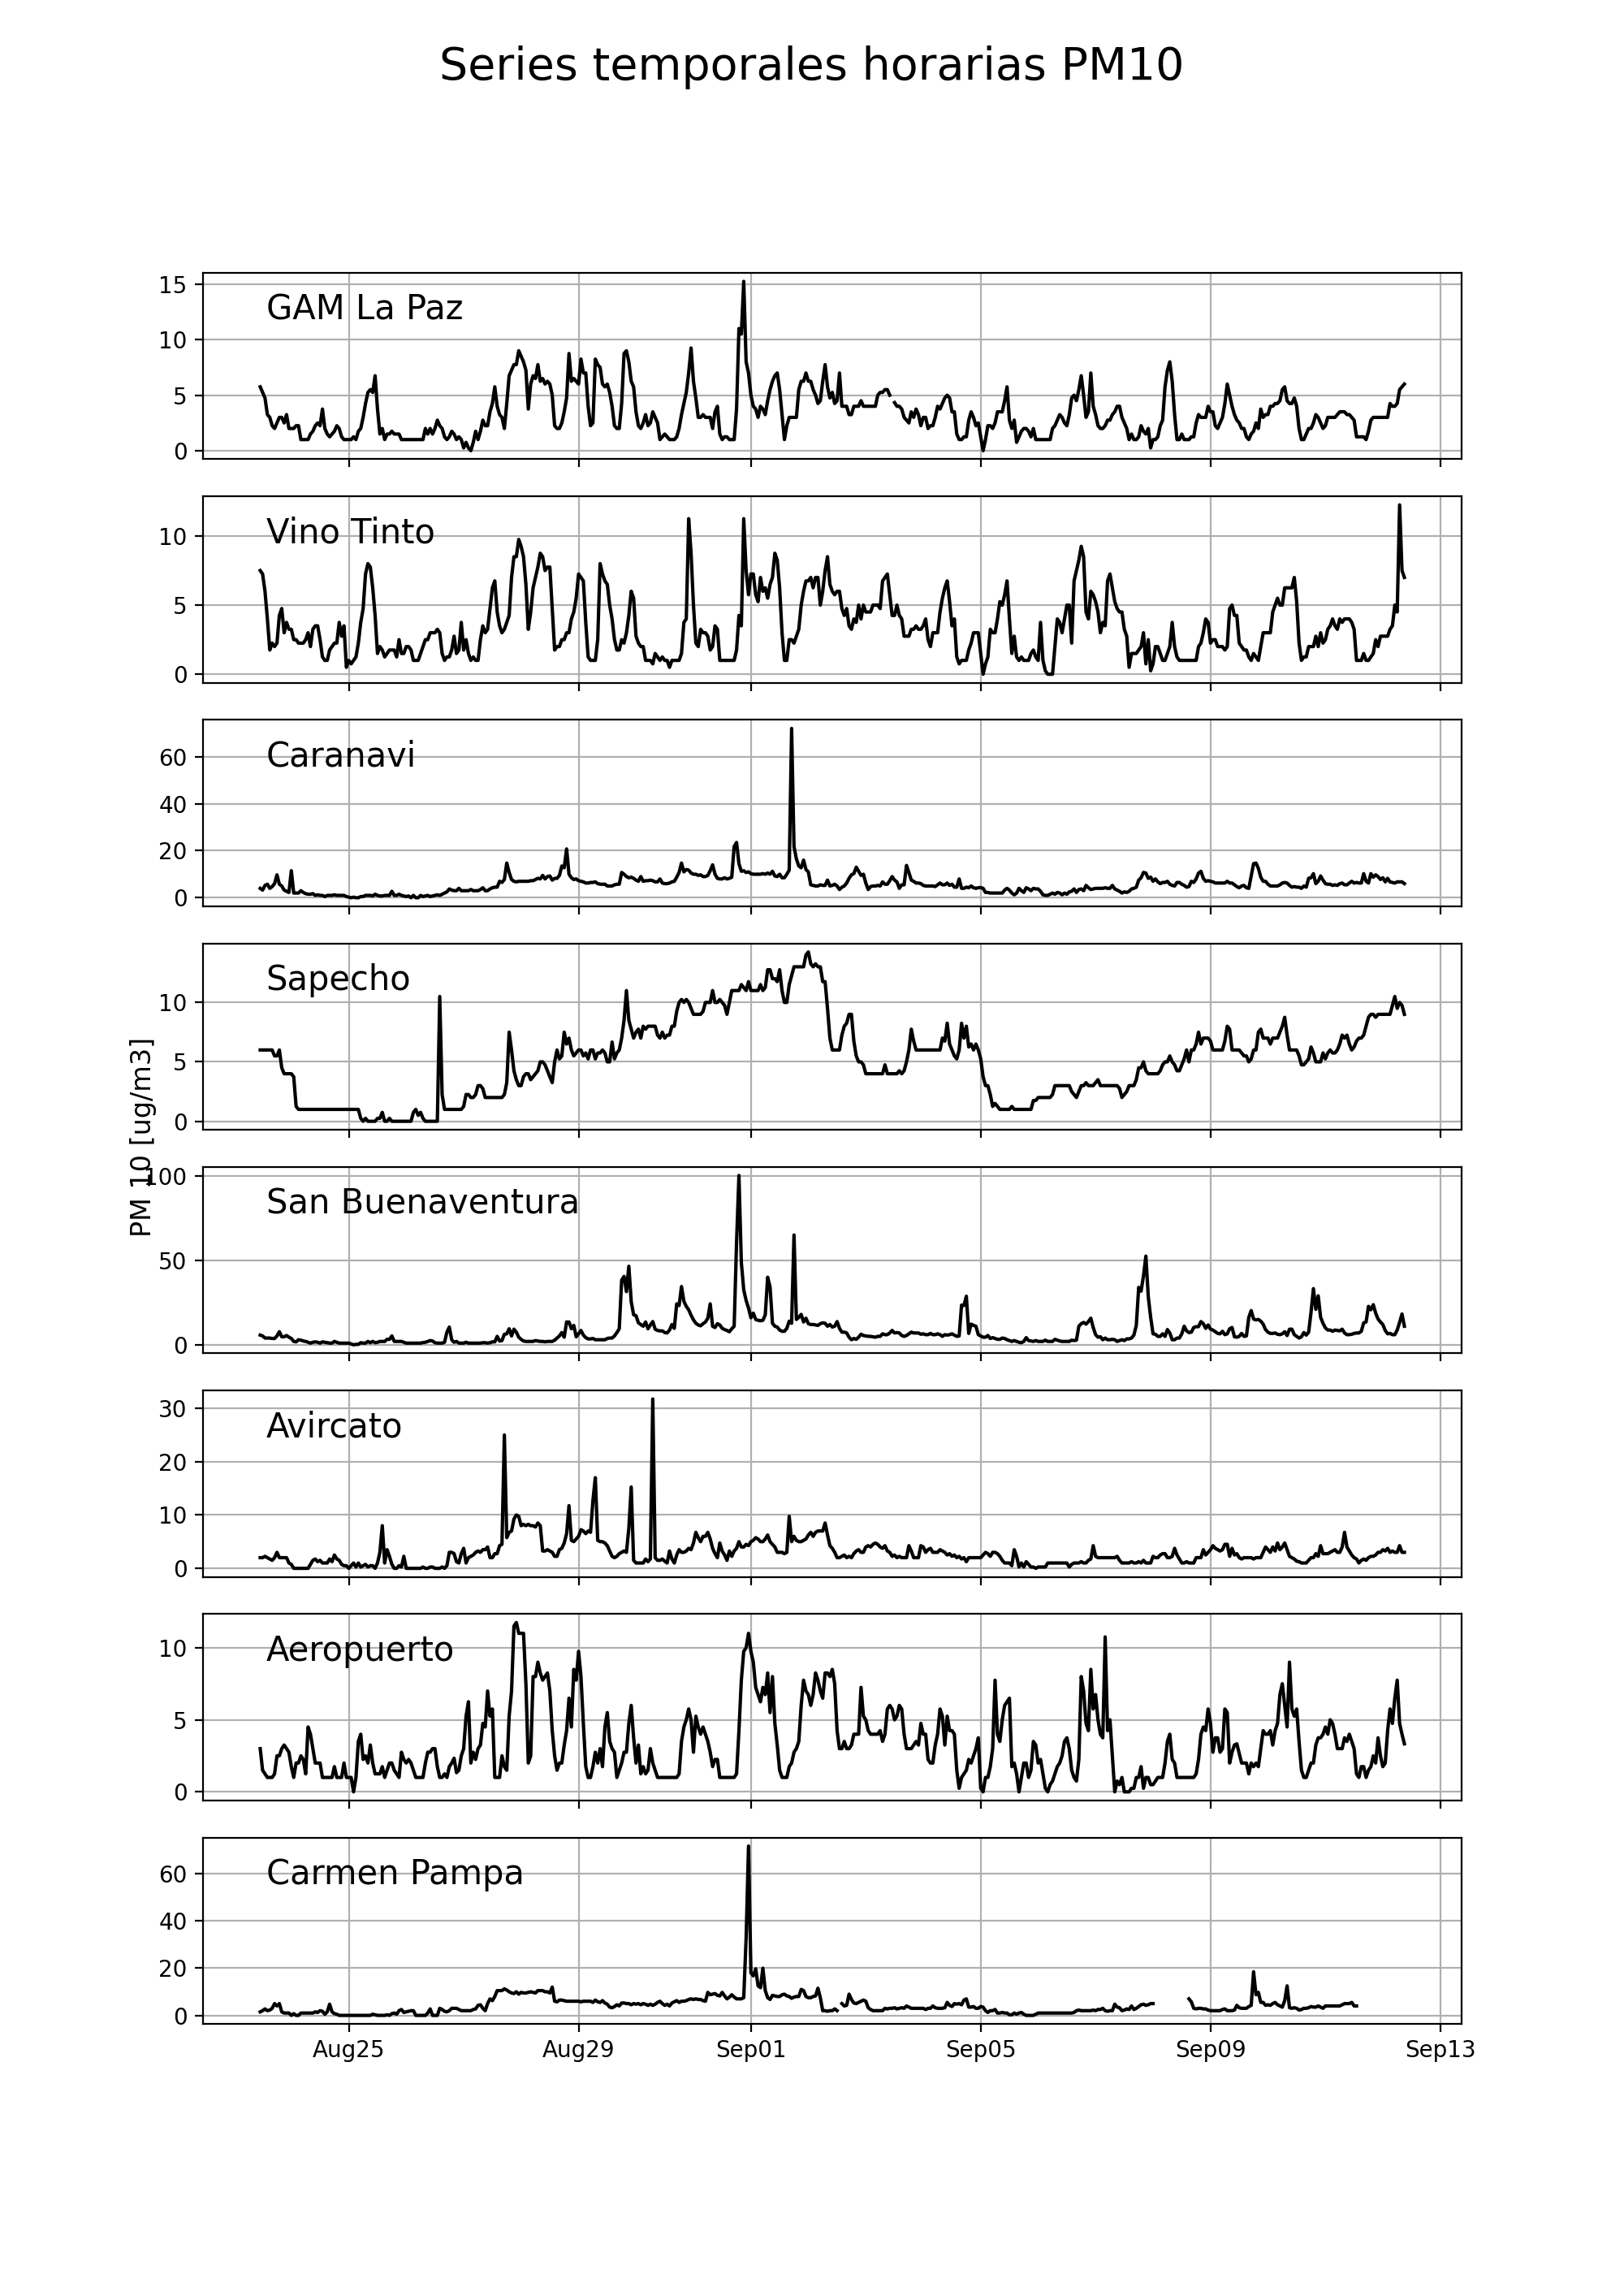 Series temporales horarias PM10
15
GAM La Paz
10
5
0
Vino Tinto
10
5
0
Caranavi
60
40
20
0
Sapecho
10
5
0
PM 10 [ug/m3]
100
San Buenaventura
50
0
30
Avircato
20
10
0
Aeropuerto
10
5
0
Carmen Pampa
60
40
20
0
Aug25 Aug29 Sep01 Sep05 Sep09 Sep13